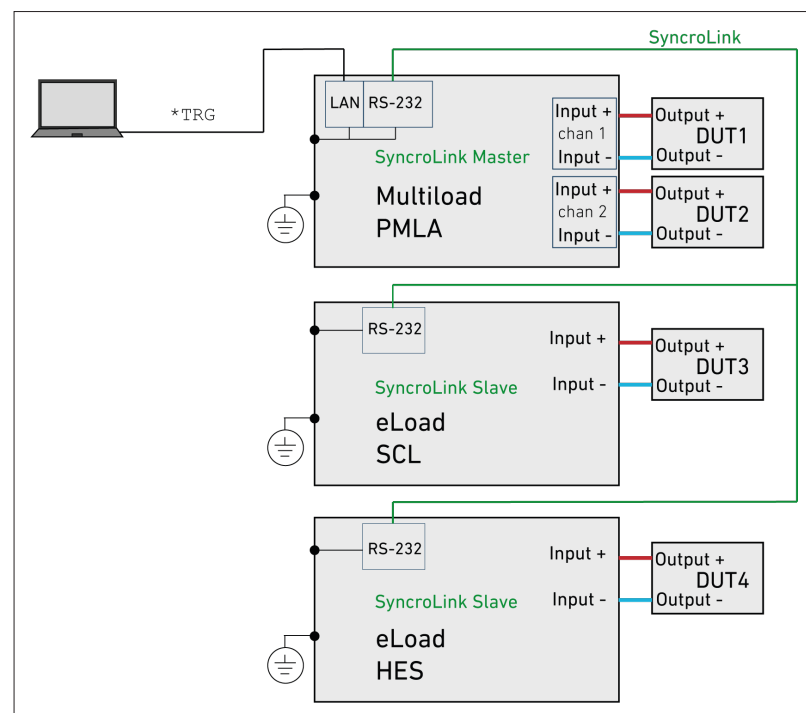 SyncroLink
*TRG
LAN RS-232
SyncroLink Master
Multiload
PMLA
Input +
chan 1
Input -
Output +
DUT1
Output -
Input +
chan 2
Input -
Output +
DUT2
Output -
RS-232
SyncroLink Slave
eLoad
SCL
Input +
Input -
Output +
DUT3
Output -
RS-232
SyncroLink Slave
eLoad
HES
Input +
Input -
Output +
DUT4
Output -